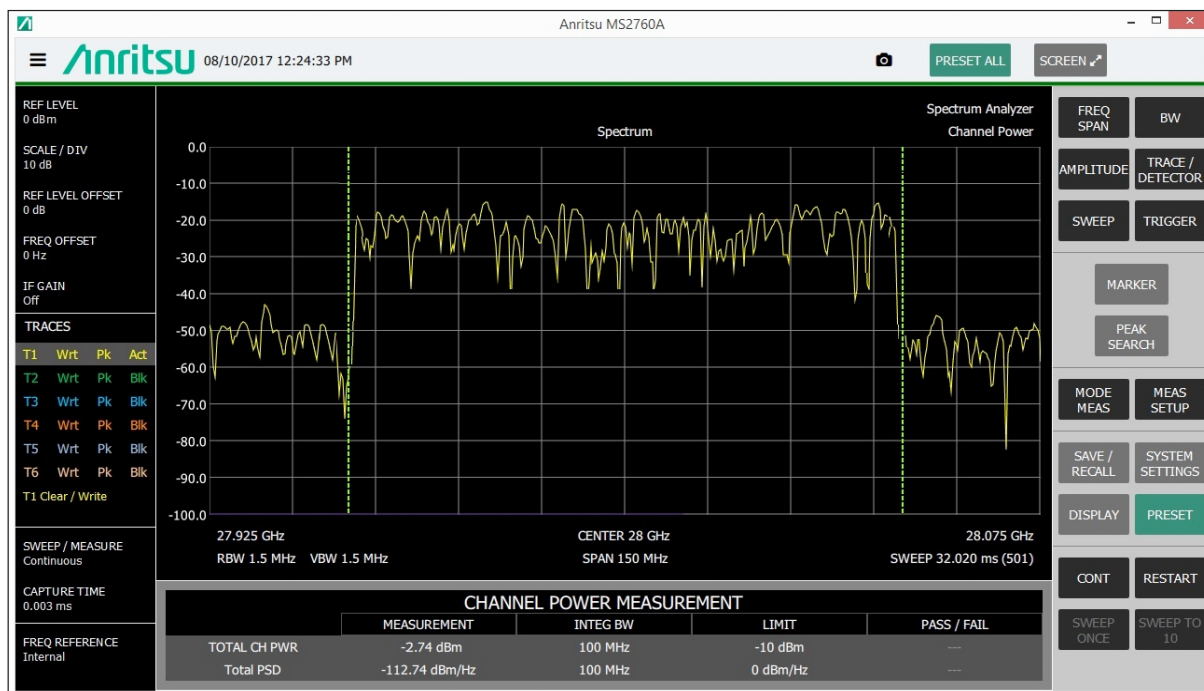 Anritsu MS2760A
Anritsu
08/10/2017 12:24:33 PM
PRESET ALL
SCREEN
REF LEVEL
0 dBm
SCALE / DIV
10 dB
REF LEVEL OFFSET
0 dB
FREQ OFFSET
0 Hz
IF GAIN
Off
TRACES
T1 Wrt Pk Act
T2 Wrt Pk Blk
T3 Wrt Pk Blk
T4 Wrt Pk Blk
T5 Wrt Pk Blk
T6 Wrt Pk Blk
T1 Clear / Write
SWEEP / MEASURE
Continuous
CAPTURE TIME
0.003 ms
FREQ REFERENCE
Internal
Spectrum Analyzer
Spectrum
Channel Power
0.0
-10.0
-20.0
-30.0
-40.0
-50.0
-60.0
-70.0
-80.0
-90.0
-100.0
27.925 GHz CENTER 28 GHz 28.075 GHz
RBW 1.5 MHz VBW 1.5 MHz SPAN 150 MHz SWEEP 32.020 ms (501)
CHANNEL POWER MEASUREMENT
MEASUREMENT INTEG BW LIMIT PASS / FAIL
TOTAL CH PWR -2.74 dBm 100 MHz -10 dBm ---
Total PSD -112.74 dBm/Hz 100 MHz 0 dBm/Hz ---
FREQ
SPAN
BW
AMPLITUDE
TRACE /
DETECTOR
SWEEP
TRIGGER
MARKER
PEAK
SEARCH
MODE
MEAS
MEAS
SETUP
SAVE /
RECALL
SYSTEM
SETTINGS
DISPLAY
PRESET
CONT
RESTART
SWEEP
ONCE
SWEEP TO
10